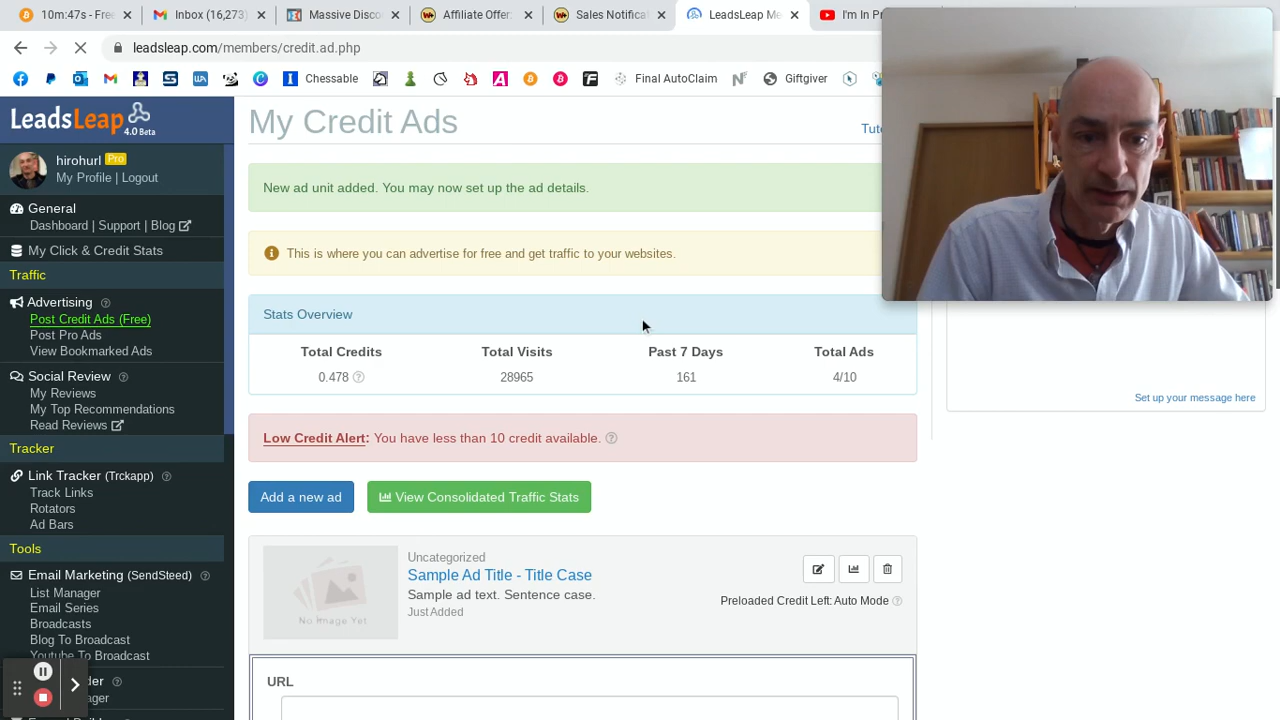 10m:47s - Free
Inbox (16,273)
Massive Disco
Affiliate Offer:
Sales Notificat
LeadsLeap Me
I'm In Pr
leadsleap.com/members/credit.ad.php
Chessable
Final AutoClaim
Giftgiver
LeadsLeap
4.0 Beta
hirohurl Pro
My Profile | Logout
General
Dashboard | Support | Blog
My Click & Credit Stats
Traffic
Advertising
Post Credit Ads (Free)
Post Pro Ads
View Bookmarked Ads
Social Review
My Reviews
My Top Recommendations
Read Reviews
Tracker
Link Tracker (Trckapp)
Track Links
Rotators
Ad Bars
Tools
Email Marketing (SendSteed)
List Manager
Email Series
Broadcasts
Blog To Broadcast
Youtube To Broadcast
My Credit Ads
Tuto
New ad unit added. You may now set up the ad details.
This is where you can advertise for free and get traffic to your websites.
Stats Overview
Total Credits Total Visits Past 7 Days Total Ads
0.478 28965 161 4/10
Low Credit Alert: You have less than 10 credit available.
Add a new ad
View Consolidated Traffic Stats
No Image Yet
Uncategorized
Sample Ad Title - Title Case
Sample ad text. Sentence case.
Just Added
Preloaded Credit Left: Auto Mode
URL
Set up your message here